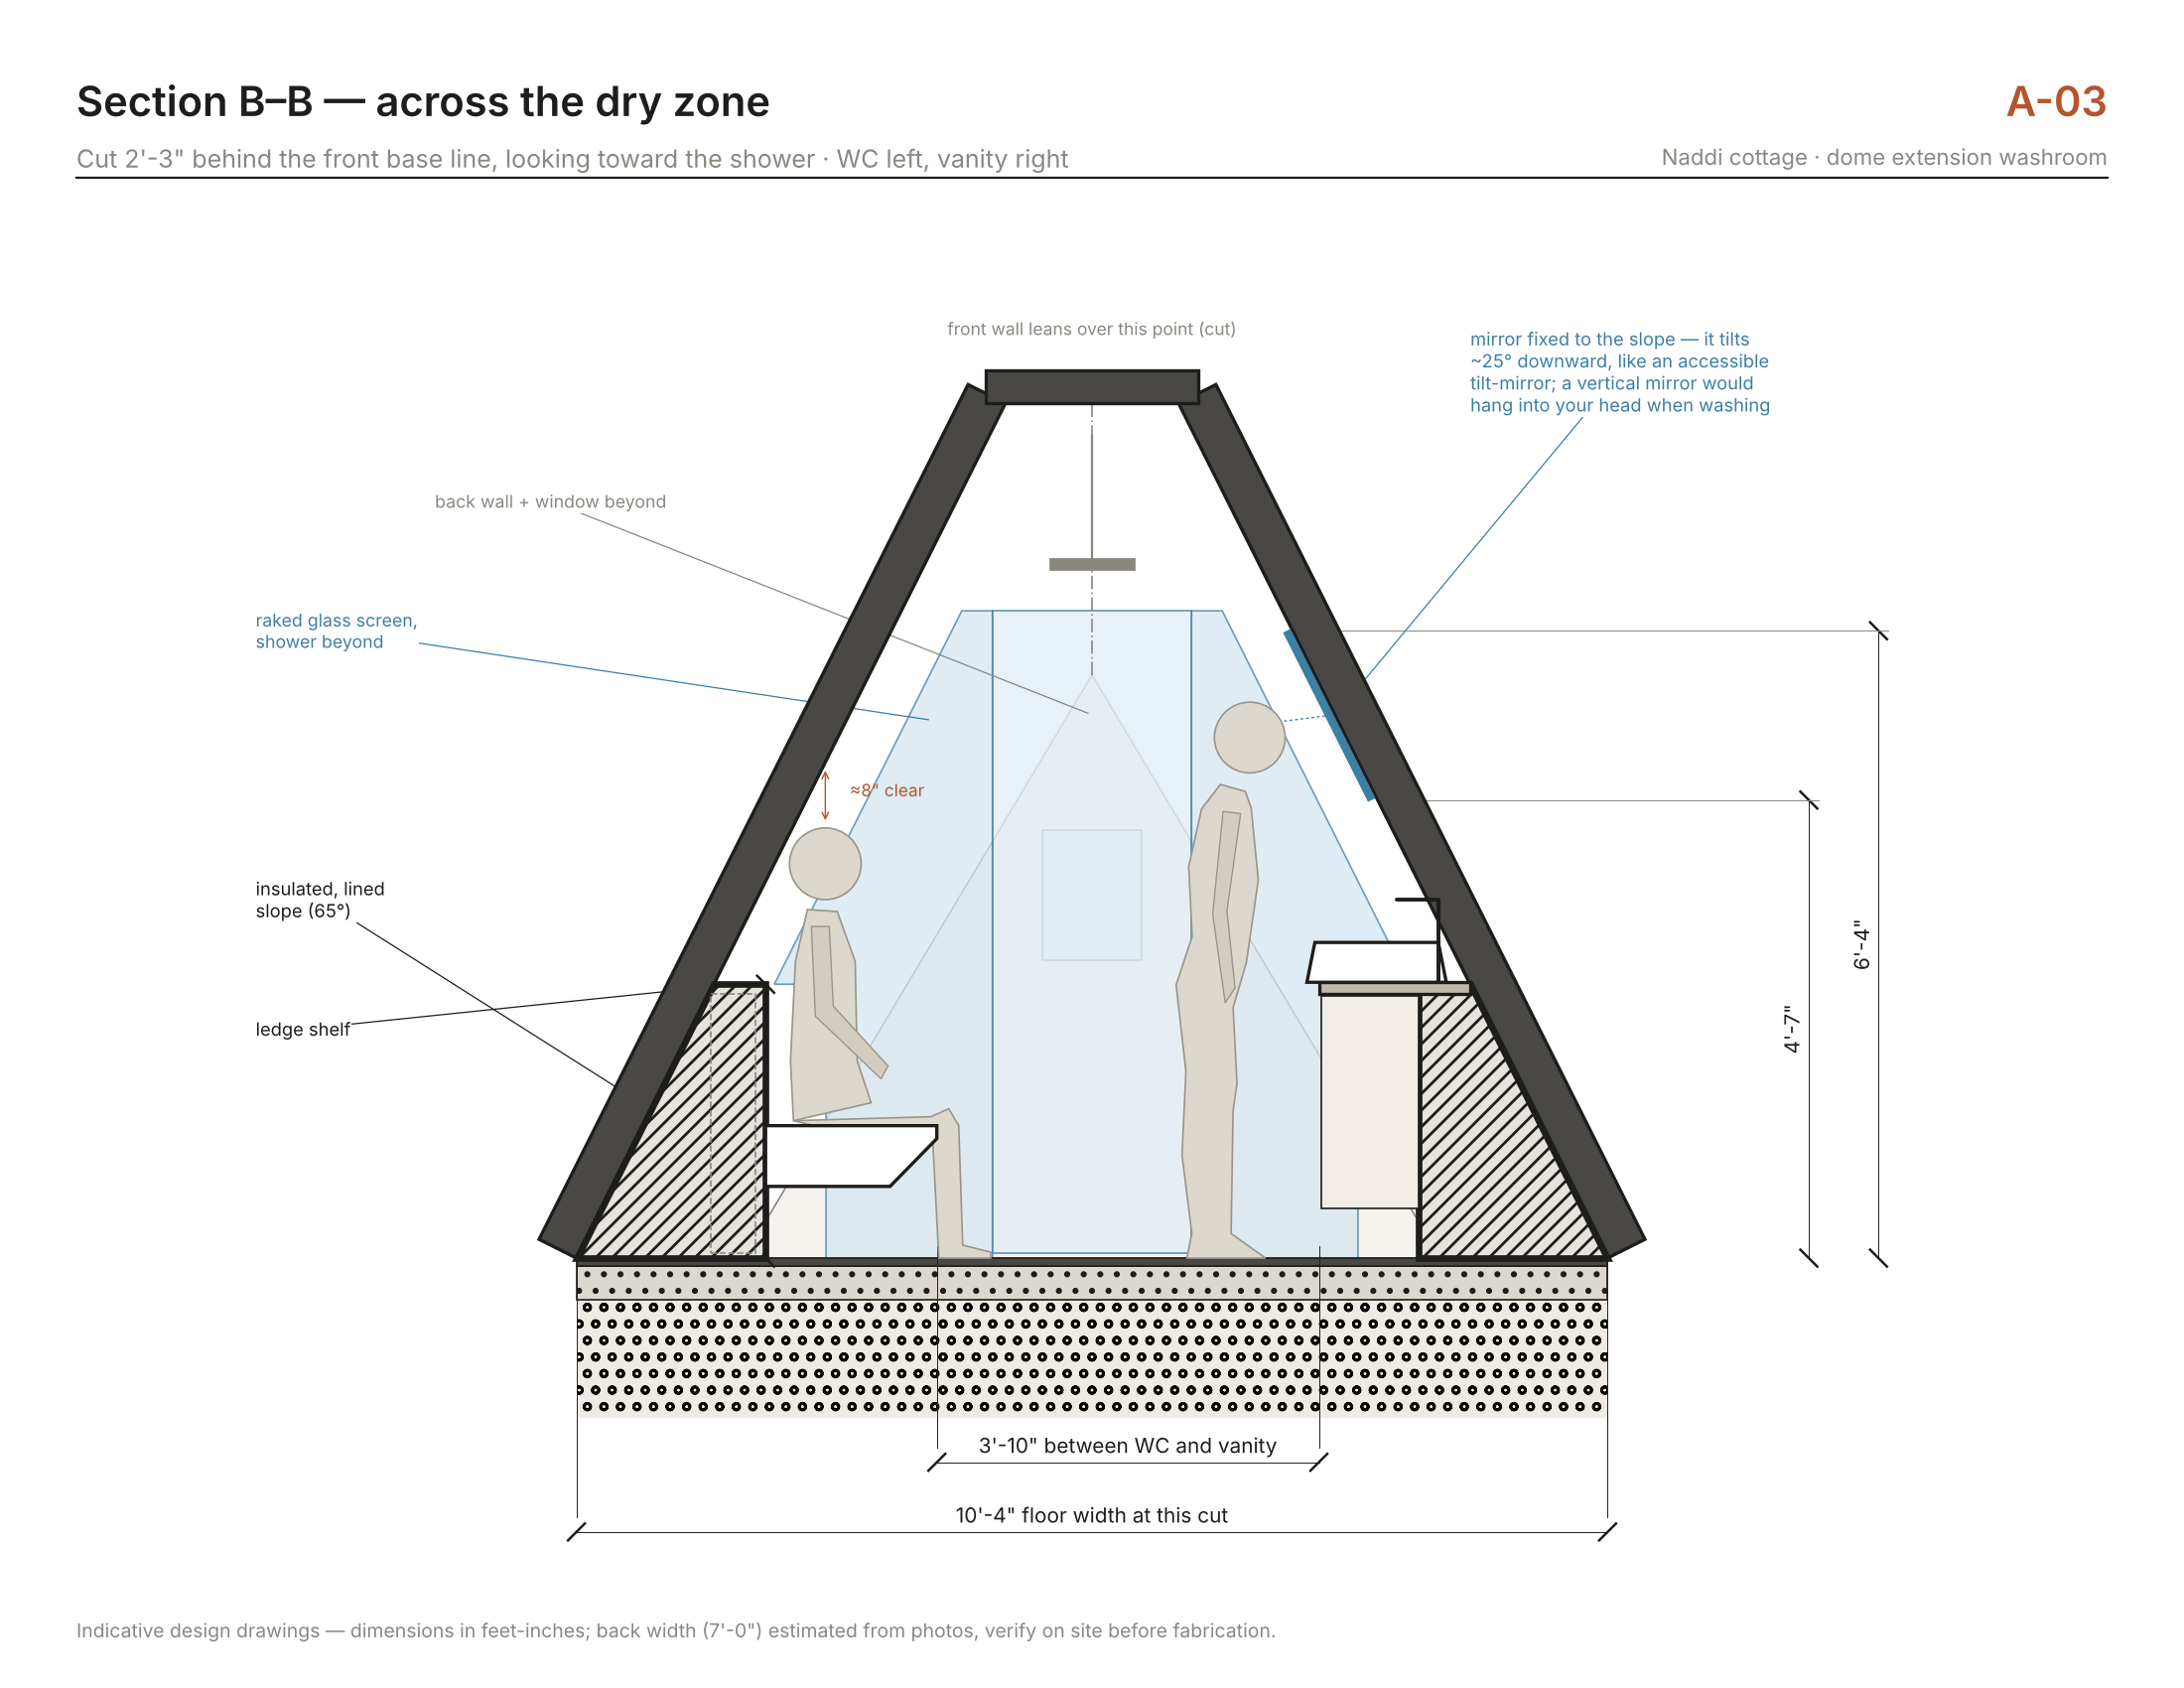 Section B–B — across the dry zone
A-03
Cut 2'-3" behind the front base line, looking toward the shower · WC left, vanity right
Naddi cottage · dome extension washroom
front wall leans over this point (cut)
mirror fixed to the slope — it tilts
~25° downward, like an accessible
tilt-mirror; a vertical mirror would
hang into your head when washing
back wall + window beyond
raked glass screen,
shower beyond
≈8" clear
insulated, lined
slope (65°)
ledge shelf
6'-4"
4'-7"
3'-10" between WC and vanity
10'-4" floor width at this cut
Indicative design drawings — dimensions in feet-inches; back width (7'-0") estimated from photos, verify on site before fabrication.